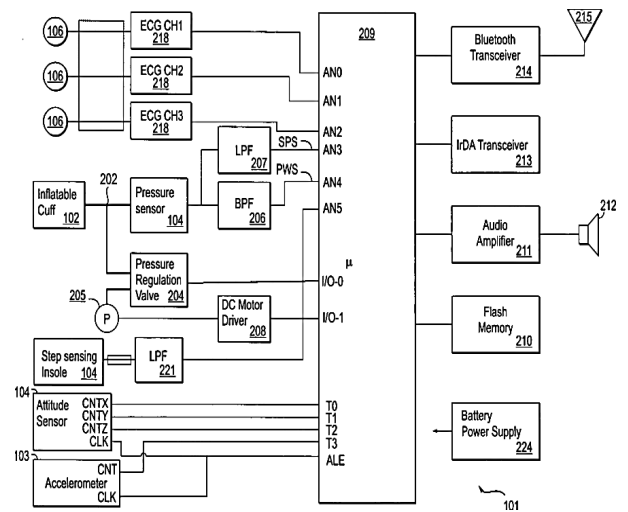 106
ECG CH1
218
106
ECG CH2
218
106
ECG CH3
218
209
AN0
AN1
AN2
AN3
AN4
AN5
μ
I/O-0
I/O-1
T0
T1
T2
T3
ALE
SPS
PWS
LPF
207
BPF
206
202
Inflatable
Cuff
102
Pressure
sensor
104
Pressure
Regulation
Valve
204
205
P
DC Motor
Driver
208
Step sensing
Insole
104
LPF
221
104
Attitude
Sensor
CNTX
CNTY
CNTZ
CLK
103
CNT
Accelerometer
CLK
215
Bluetooth
Transceiver
214
IrDA Transceiver
213
Audio
Amplifier
211
212
Flash
Memory
210
Battery
Power Supply
224
101